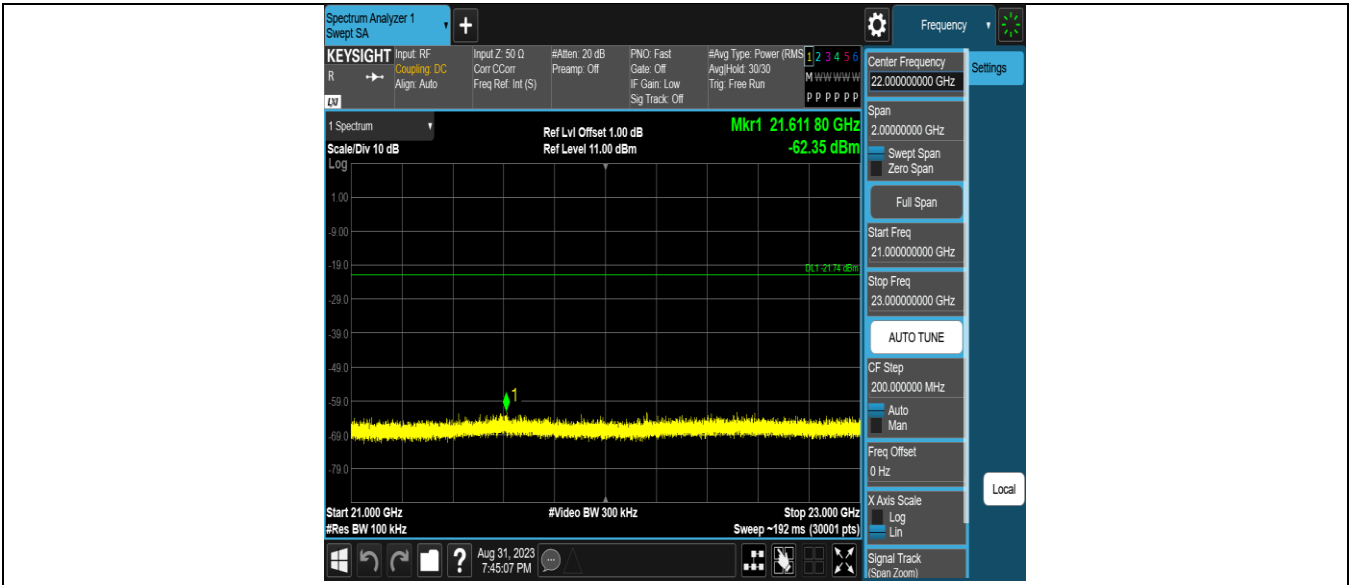 Spectrum Analyzer 1
Swept SA
+
Frequency
KEYSIGHT
R
LXI
Input: RF
Coupling: DC
Align: Auto
Input Z: 50 Ω
Corr CCorr
Freq Ref: Int (S)
#Atten: 20 dB
Preamp: Off
PNO: Fast
Gate: Off
IF Gain: Low
Sig Track: Off
#Avg Type: Power (RMS
Avg|Hold: 30/30
Trig: Free Run
1 2 3 4 5 6
M W W W W W
P P P P P P
1 Spectrum
Scale/Div 10 dB
Log
Ref Lvl Offset 1.00 dB
Ref Level 11.00 dBm
Mkr1 21.611 80 GHz
-62.35 dBm
1.00
-9.00
-19.0
DL1 -21.74 dBm
-29.0
-39.0
-49.0
1
-59.0
-69.0
-79.0
Start 21.000 GHz
#Res BW 100 kHz
#Video BW 300 kHz
Stop 23.000 GHz
Sweep ~192 ms (30001 pts)
?
Aug 31, 2023
7:45:07 PM
Center Frequency
22.000000000 GHz
Settings
Span
2.00000000 GHz
Swept Span
Zero Span
Full Span
Start Freq
21.000000000 GHz
Stop Freq
23.000000000 GHz
AUTO TUNE
CF Step
200.000000 MHz
Auto
Man
Freq Offset
0 Hz
X Axis Scale
Log
Lin
Local
Signal Track
(Span Zoom)